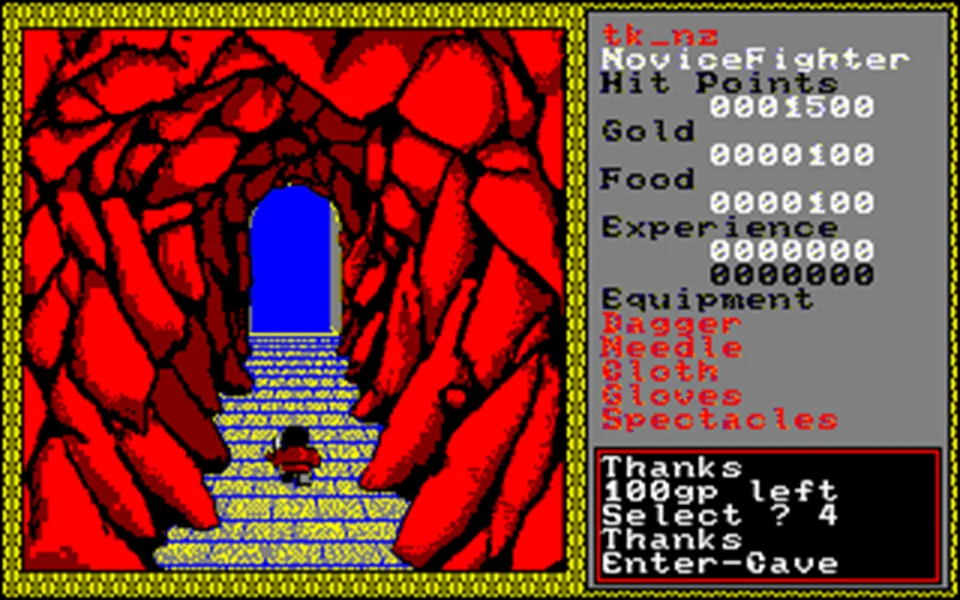 tk_nz
NoviceFighter
Hit Points
0001500
Gold
0000100
Food
0000100
Experience
0000000
0000000
Equipment
Dagger
Needle
Cloth
Gloves
Spectacles
Thanks
100gp left
Select ? 4
Thanks
Enter-Cave